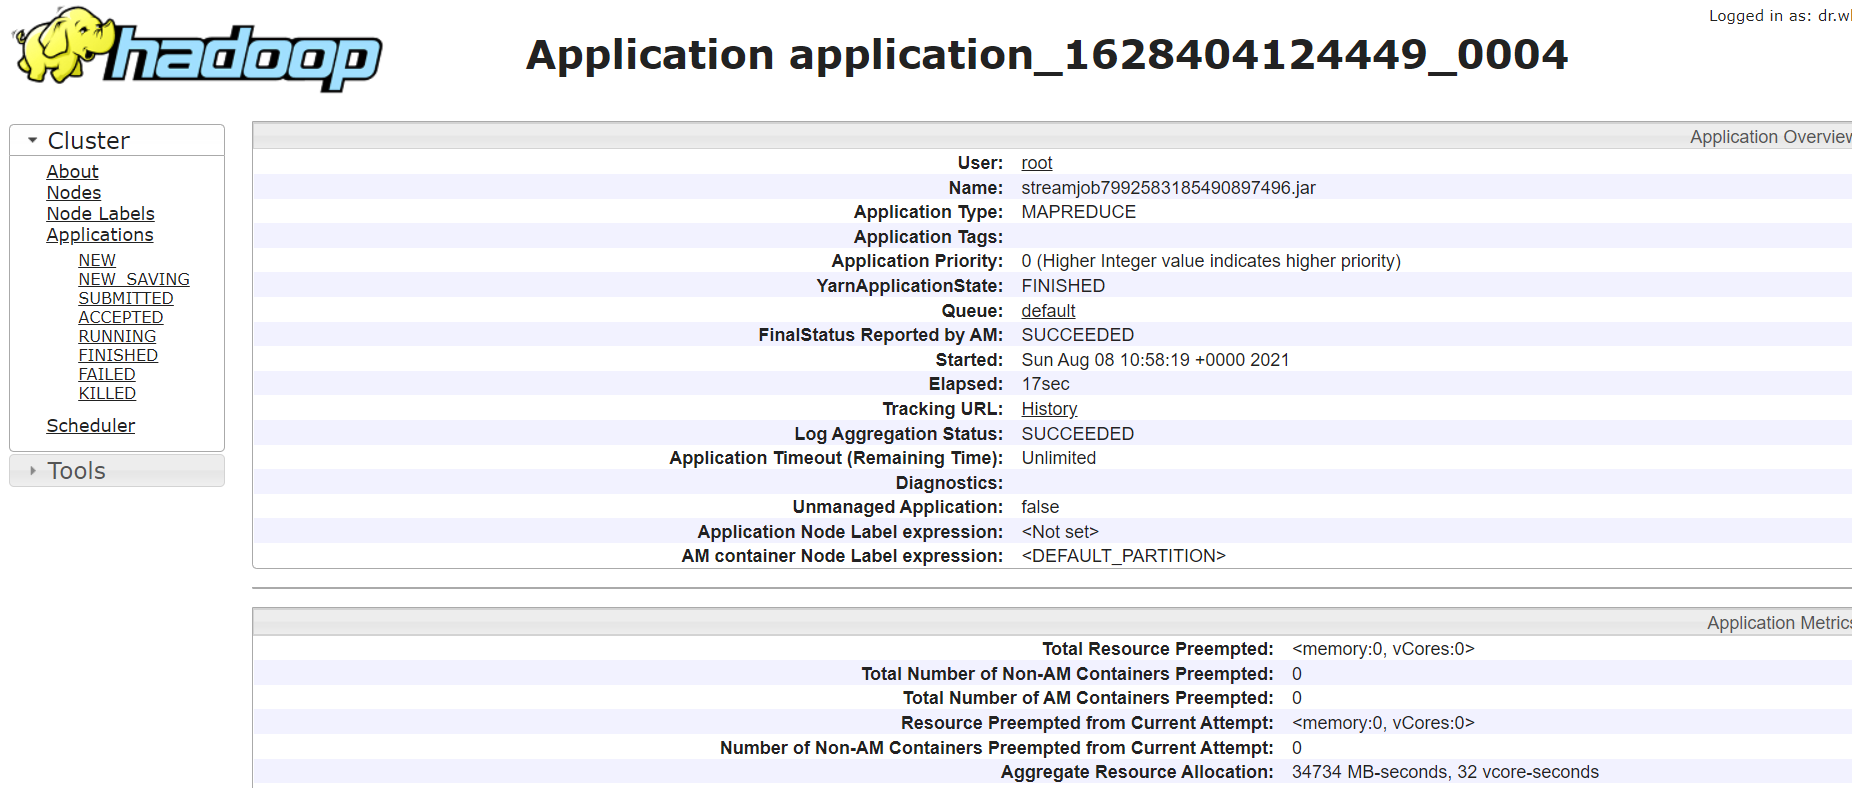 Logged in as: dr.w
hadoop
Application application_1628404124449_0004
Cluster
About
Nodes
Node Labels
Applications
NEW
NEW_SAVING
SUBMITTED
ACCEPTED
RUNNING
FINISHED
FAILED
KILLED
Scheduler
Tools
Application Overview
User: root
Name: streamjob7992583185490897496.jar
Application Type: MAPREDUCE
Application Tags:
Application Priority: 0 (Higher Integer value indicates higher priority)
YarnApplicationState: FINISHED
Queue: default
FinalStatus Reported by AM: SUCCEEDED
Started: Sun Aug 08 10:58:19 +0000 2021
Elapsed: 17sec
Tracking URL: History
Log Aggregation Status: SUCCEEDED
Application Timeout (Remaining Time): Unlimited
Diagnostics:
Unmanaged Application: false
Application Node Label expression: <Not set>
AM container Node Label expression: <DEFAULT_PARTITION>
Application Metrics
Total Resource Preempted: <memory:0, vCores:0>
Total Number of Non-AM Containers Preempted: 0
Total Number of AM Containers Preempted: 0
Resource Preempted from Current Attempt: <memory:0, vCores:0>
Number of Non-AM Containers Preempted from Current Attempt: 0
Aggregate Resource Allocation: 34734 MB-seconds, 32 vcore-seconds